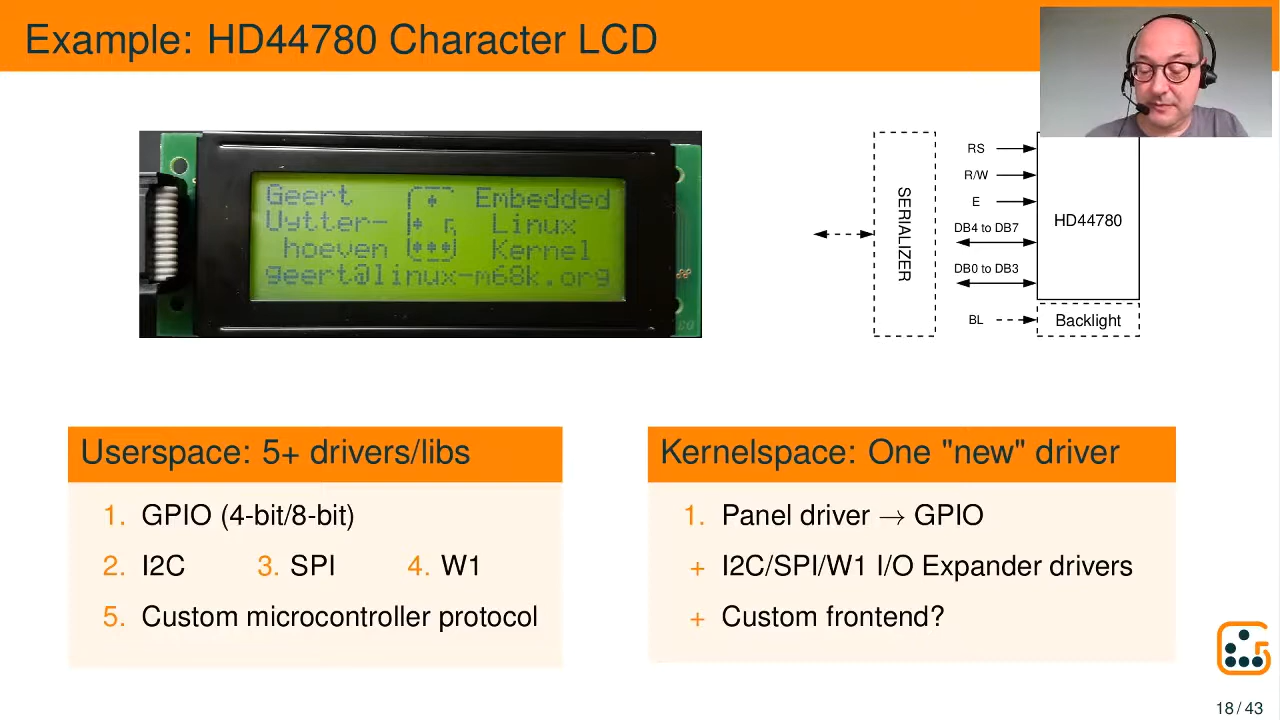 Example: HD44780 Character LCD
Geert Embedded
Uytter- Linux
hoeven Kernel
geert@linux-m68k.org
SERIALIZER
RS
R/W
E
DB4 to DB7
DB0 to DB3
BL
HD44780
Backlight
Userspace: 5+ drivers/libs
1. GPIO (4-bit/8-bit)
2. I2C 3. SPI 4. W1
5. Custom microcontroller protocol
Kernelspace: One "new" driver
1. Panel driver → GPIO
+ I2C/SPI/W1 I/O Expander drivers
+ Custom frontend?
18 / 43